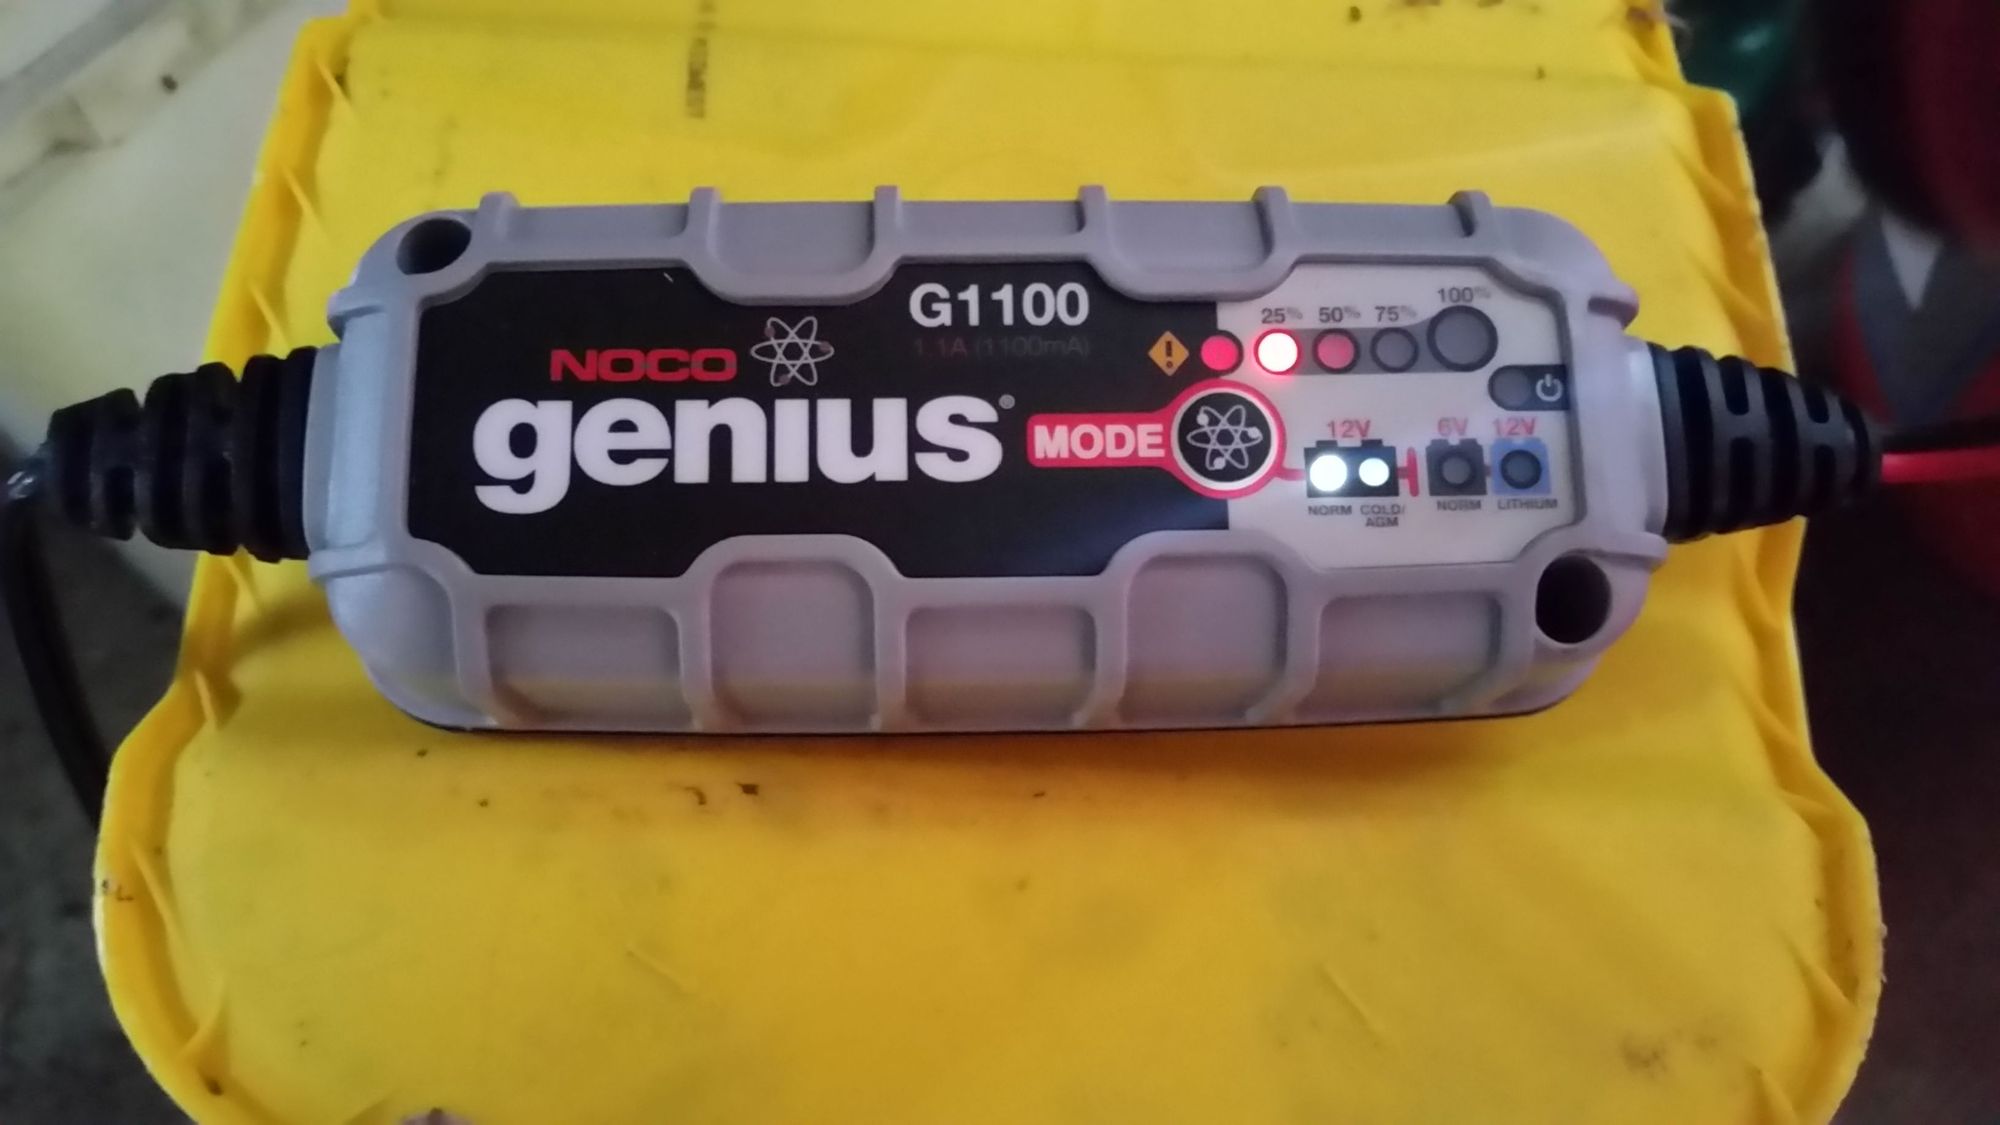 G1100
1.1A (1100mA)
NOCO
genius®
MODE
25% 50% 75% 100%
!
12V 6V 12V
NORM COLD/ NORM LITHIUM
AGM